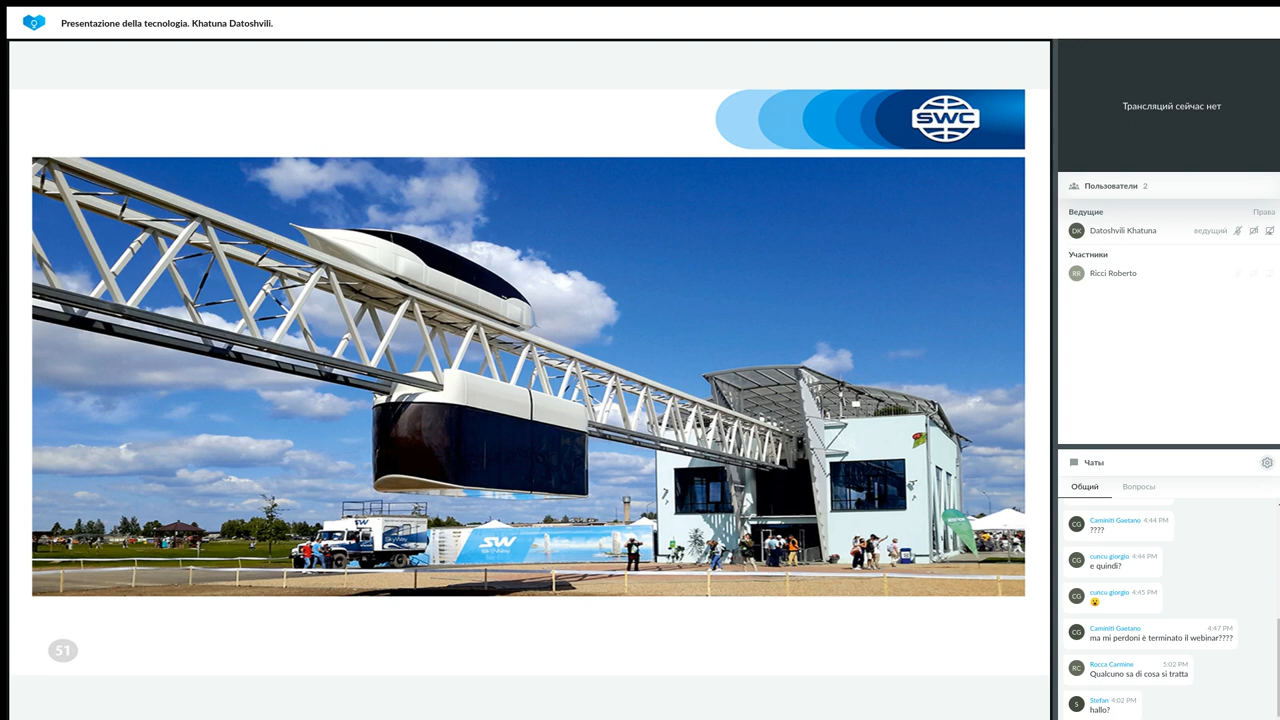 Presentazione della tecnologia. Khatuna Datoshvili.
SWC
SW
SkyWay
SW
SKYWAY
51
Трансляций сейчас нет
Пользователи 2
Ведущие Права
DK Datoshvili Khatuna ведущий
Участники
RR Ricci Roberto
Чаты
Общий Вопросы
CG Caminiti Gaetano 4:44 PM
????
CG cuncu giorgio 4:44 PM
e quindi?
CG cuncu giorgio 4:45 PM
😮
CG Caminiti Gaetano 4:47 PM
ma mi perdoni è terminato il webinar????
RC Rocca Carmine 5:02 PM
Qualcuno sa di cosa si tratta
S Stefan 4:02 PM
hallo?